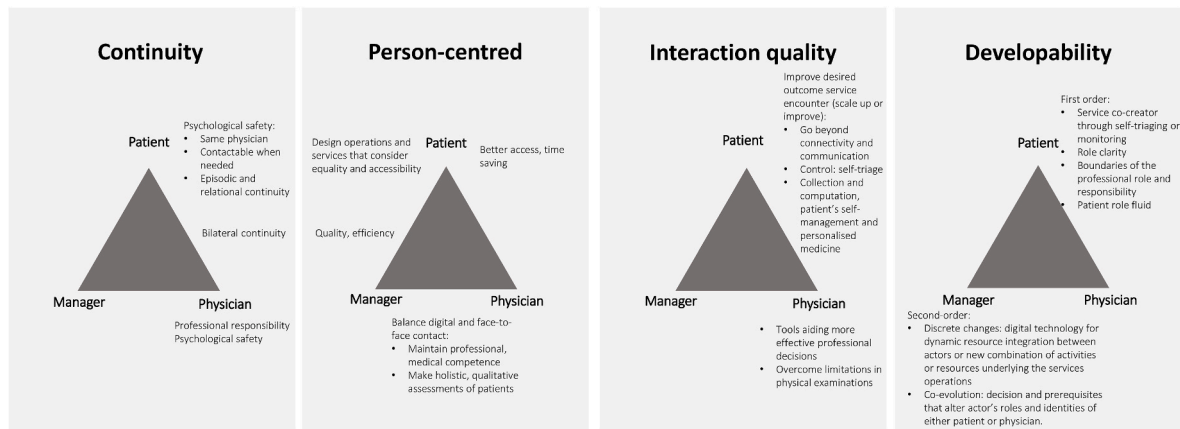 Continuity
Psychological safety:
• Same physician
• Contactable when
needed
• Episodic and
relational continuity
Patient
Bilateral continuity
Manager
Physician
Professional responsibility
Psychological safety
Person-centred
Design operations and
services that consider
equality and accessibility
Patient
Better access, time
saving
Quality, efficiency
Manager
Physician
Balance digital and face-to-
face contact:
• Maintain professional,
medical competence
• Make holistic, qualitative
assessments of patients
Interaction quality
Improve desired
outcome service
encounter (scale up or
improve):
• Go beyond
connectivity and
communication
• Control: self-triage
• Collection and
computation,
patient's self-
management and
personalised
medicine
Patient
Manager
Physician
• Tools aiding more
effective professional
decisions
• Overcome limitations in
physical examinations
Developability
First order:
• Service co-creator
through self-triaging or
monitoring
• Role clarity
• Boundaries of the
professional role and
responsibility
• Patient role fluid
Patient
Manager
Physician
Second-order:
• Discrete changes: digital technology for
dynamic resource integration between
actors or new combination of activities
or resources underlying the services
operations
• Co-evolution: decision and prerequisites
that alter actor's roles and identities of
either patient or physician.